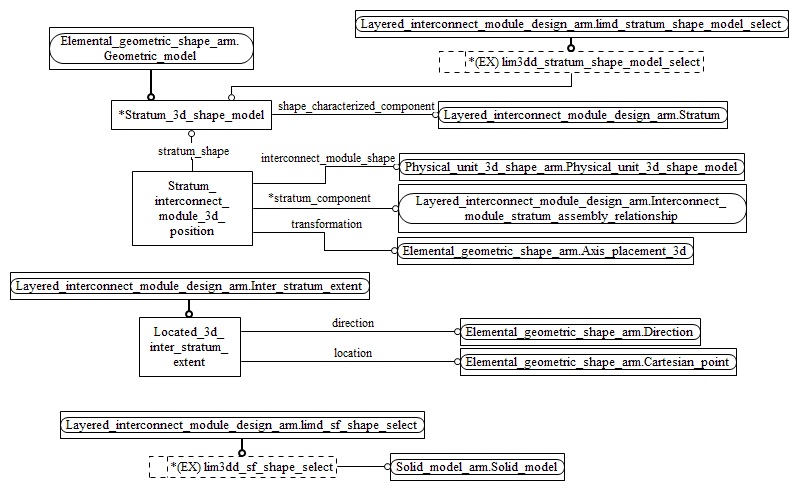 Layered_interconnect_module_design_arm.limd_stratum_shape_model_select
Elemental_geometric_shape_arm.
Geometric_model
*(EX) lim3dd_stratum_shape_model_select
*Stratum_3d_shape_model
shape_characterized_component
Layered_interconnect_module_design_arm.Stratum
stratum_shape
interconnect_module_shape
Physical_unit_3d_shape_arm.Physical_unit_3d_shape_model
Stratum_
interconnect_
module_3d_
position
*stratum_component
Layered_interconnect_module_design_arm.Interconnect_
module_stratum_assembly_relationship
transformation
Elemental_geometric_shape_arm.Axis_placement_3d
Layered_interconnect_module_design_arm.Inter_stratum_extent
Located_3d_
inter_stratum_
extent
direction
Elemental_geometric_shape_arm.Direction
location
Elemental_geometric_shape_arm.Cartesian_point
Layered_interconnect_module_design_arm.limd_sf_shape_select
*(EX) lim3dd_sf_shape_select
Solid_model_arm.Solid_model